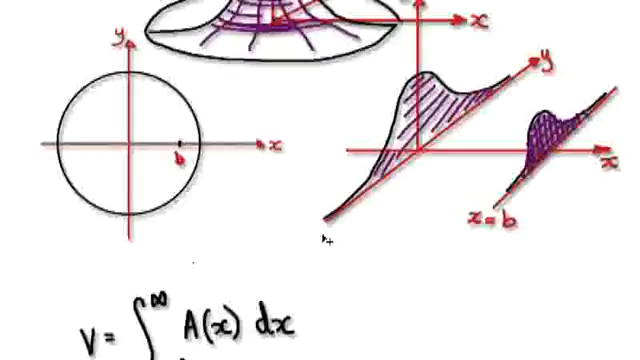 x
y
y
b
x
x
x=b
V = ∫^∞ A(x) dx